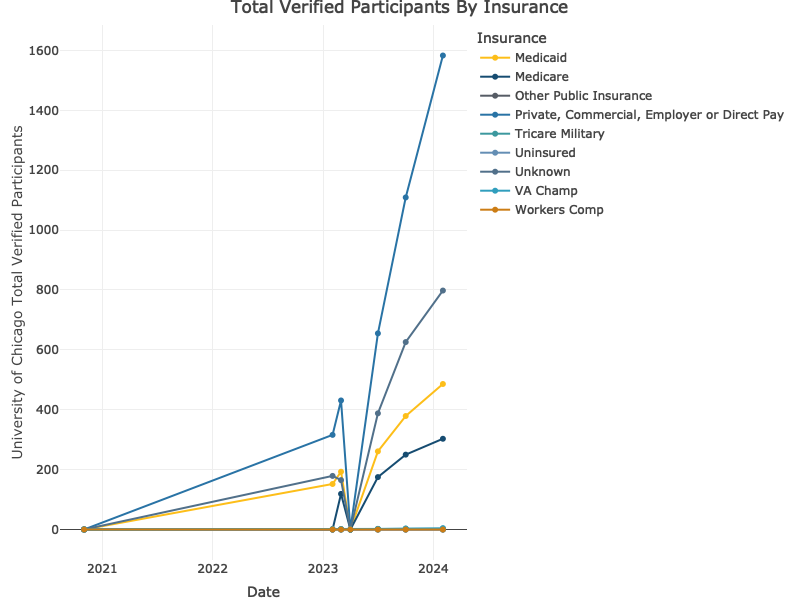 Total Verified Participants By Insurance
Insurance
Medicaid
Medicare
Other Public Insurance
Private, Commercial, Employer or Direct Pay
Tricare Military
Uninsured
Unknown
VA Champ
Workers Comp
University of Chicago Total Verified Participants
1600
1400
1200
1000
800
600
400
200
0
2021
2022
2023
2024
Date